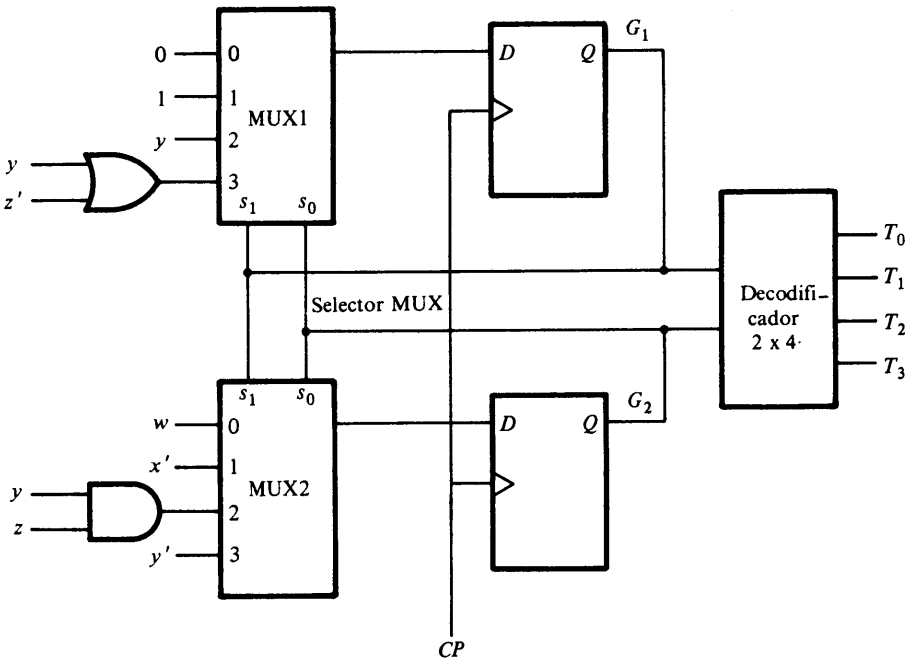 0
0
1
1
MUX1
y
2
y
z'
3
s₁
s₀
D
Q
G₁
Selector MUX
Decodifi-
cador
2 x 4
T₀
T₁
T₂
T₃
s₁
s₀
w
0
x'
1
MUX2
y
z
2
y'
3
D
Q
G₂
CP